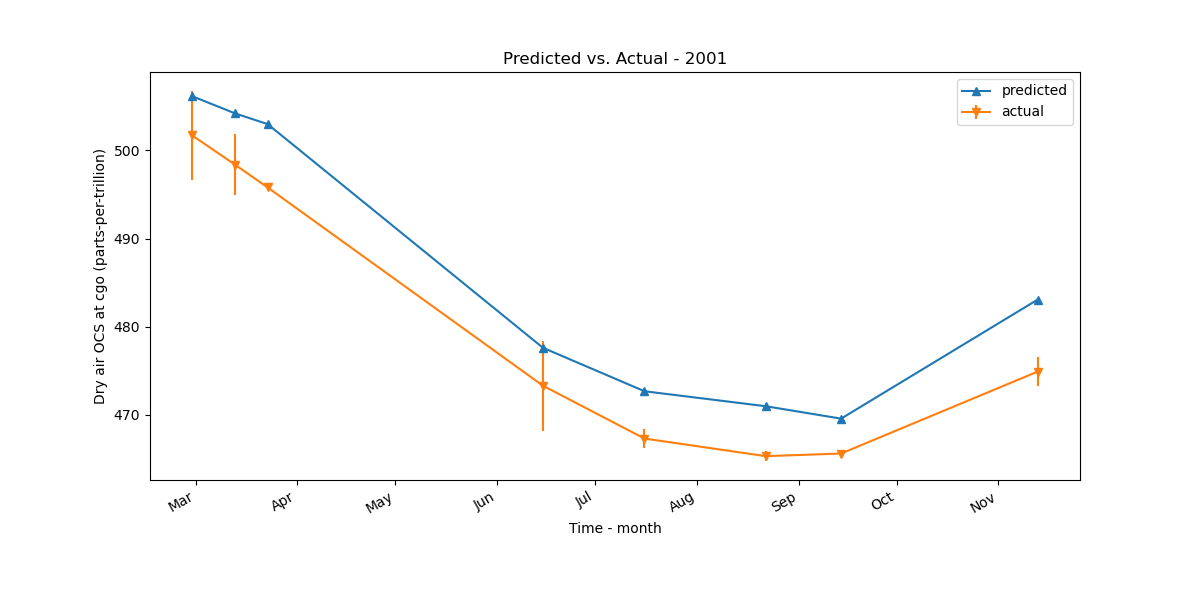 Predicted vs. Actual - 2001
predicted
actual
Dry air OCS at cgo (parts-per-trillion)
500
490
480
470
Mar
Apr
May
Jun
Jul
Aug
Sep
Oct
Nov
Time - month